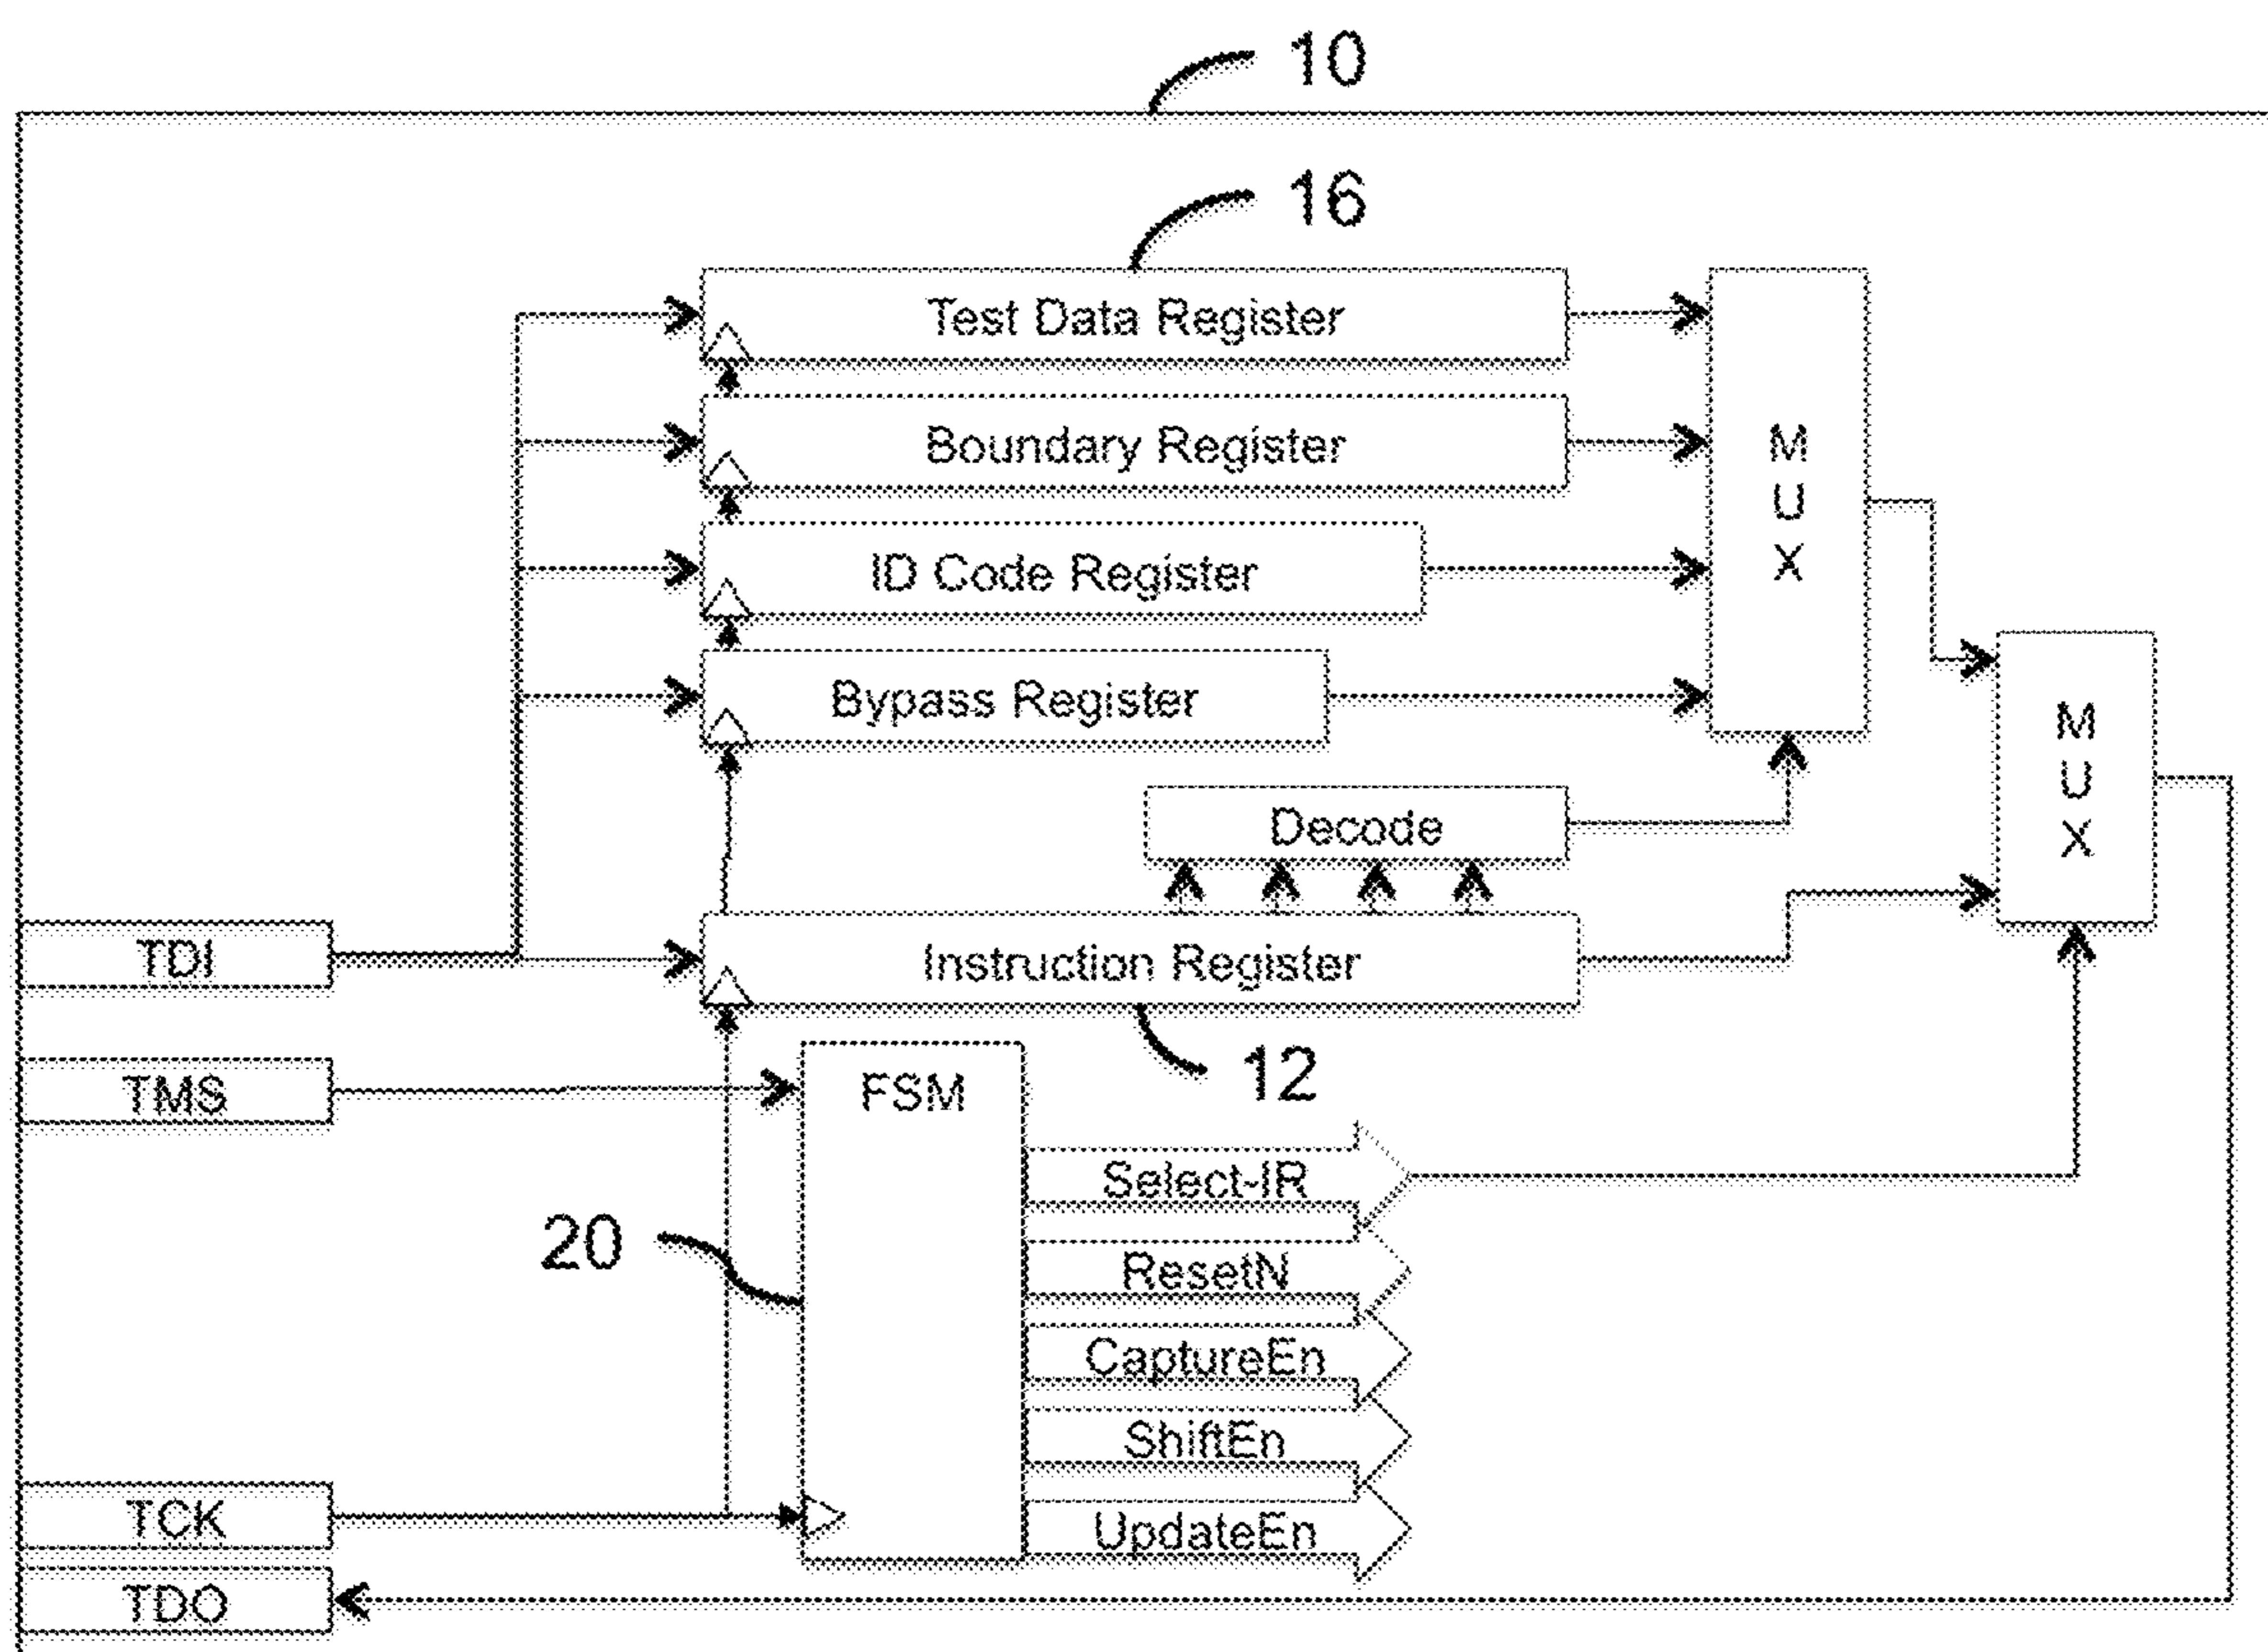 10
16
Test Data Register
Boundary Register
ID Code Register
Bypass Register
M
U
X
M
U
X
Decode
TDI
Instruction Register
12
TMS
FSM
Select-IR
20
ResetN
CaptureEn
ShiftEn
TCK
UpdateEn
TDO